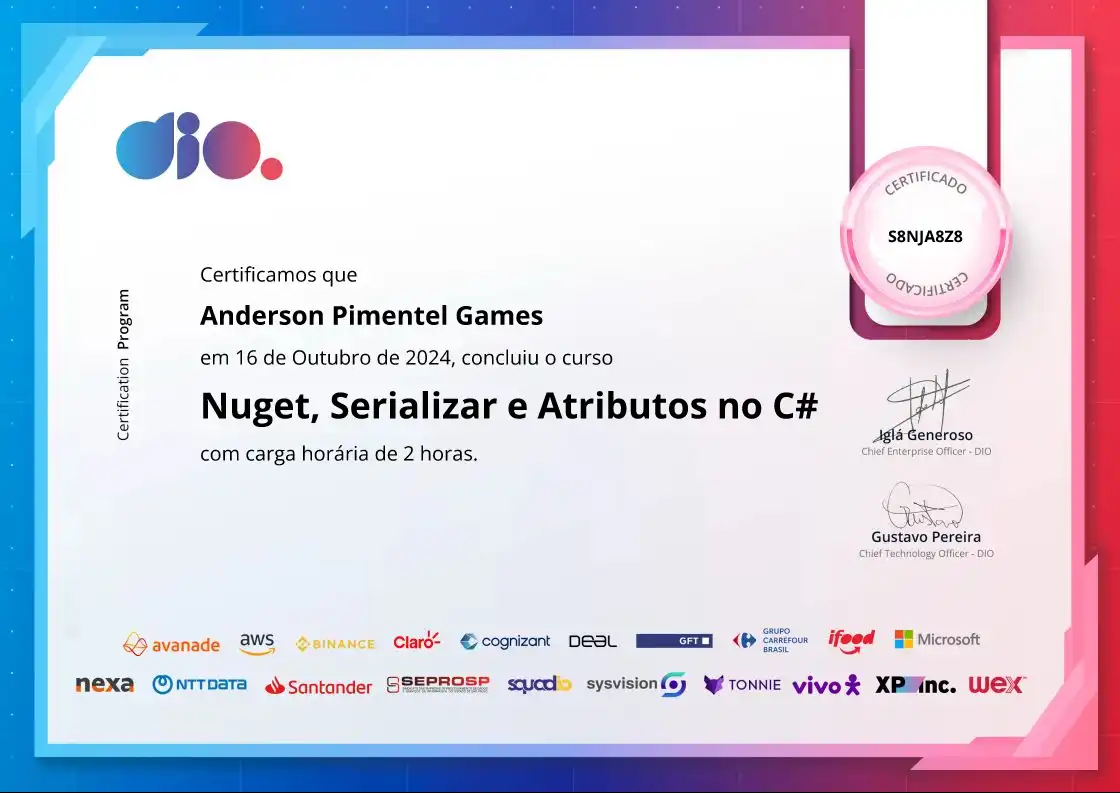 dio.
CERTIFICADO
S8NJA8Z8
CERTIFICADO
Certification Program
Certificamos que
Anderson Pimentel Games
em 16 de Outubro de 2024, concluiu o curso
Nuget, Serializar e Atributos no C#
com carga horária de 2 horas.
Iglá Generoso
Chief Enterprise Officer - DIO
Gustavo Pereira
Chief Technology Officer - DIO
avanade aws BINANCE Claro cognizant DEAL GFT GRUPO CARREFOUR BRASIL ifood Microsoft
nexa NTT DATA Santander SEPROSP squadio sysvision TONNIE vivo XP inc. wex